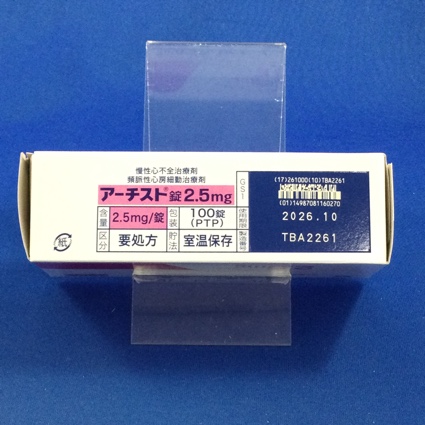 慢性心不全治療剤
頻脈性心房細動治療剤
アーチスト錠2.5mg
含量 2.5mg/錠 包装 100錠(PTP)
区分 要処方 貯法 室温保存
GS1
(17)261000(10)TBA2261
(01)14987081160270
使用期限 2026.10
製造番号 TBA2261
紙